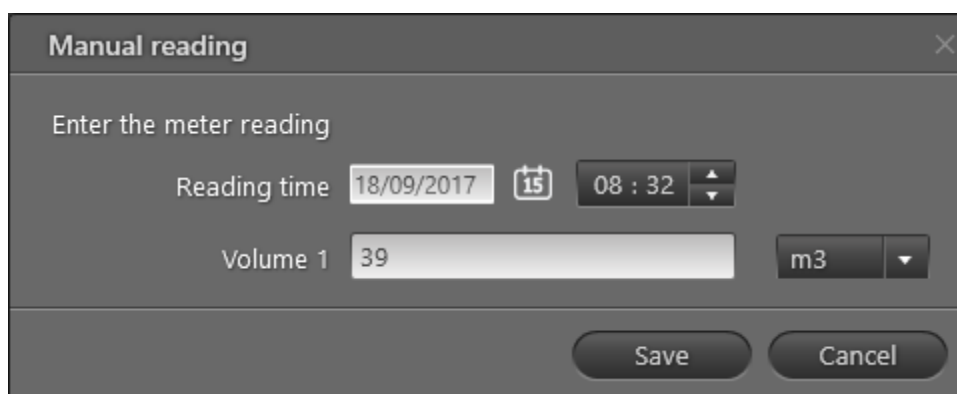 Manual reading
Enter the meter reading
Reading time 18/09/2017 15 08 : 32
Volume 1 39 m3
Save Cancel